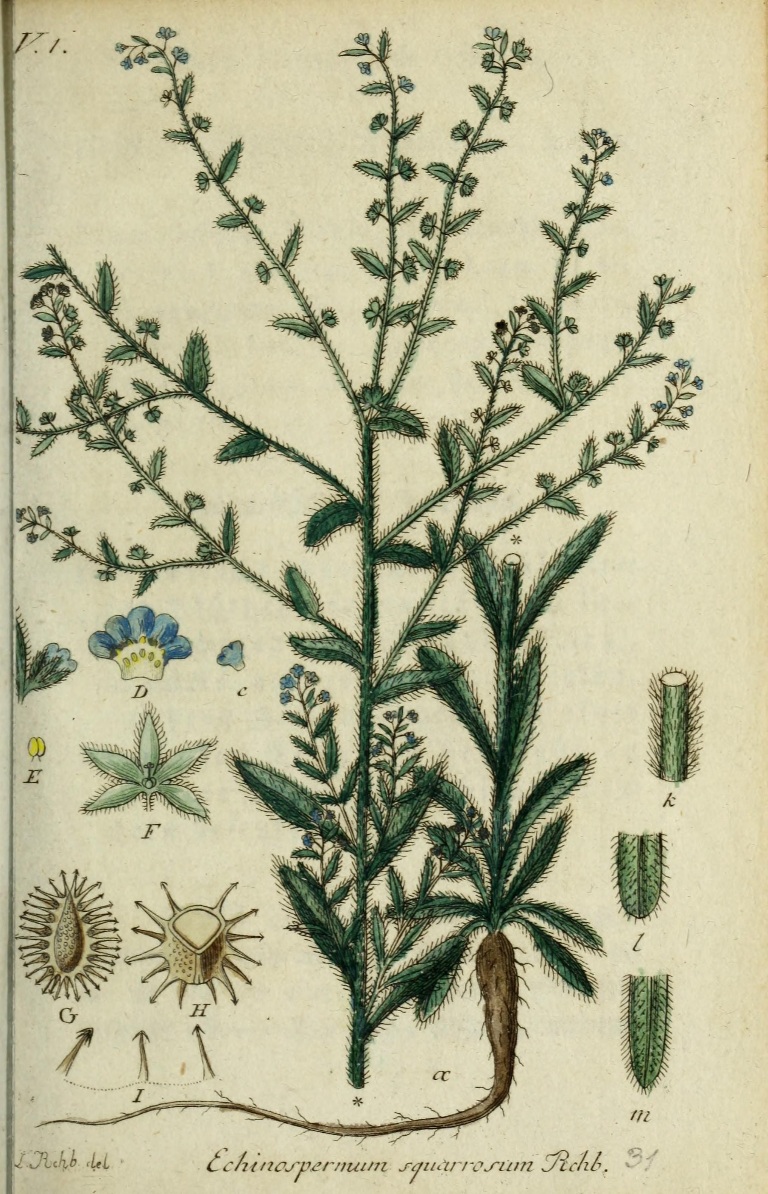 V. 1.
*
D
c
E
F
k
l
G
H
I
a
m
*
L. Rchb del
Echinospermum squarrosum Rchb. 31